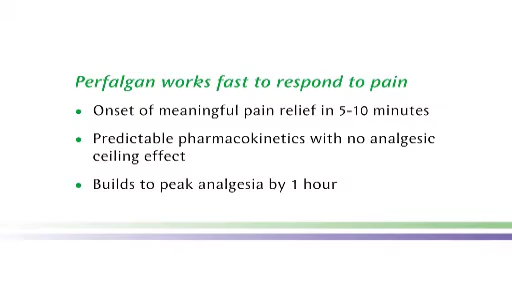 Perfalgan works fast to respond to pain
• Onset of meaningful pain relief in 5-10 minutes
• Predictable pharmacokinetics with no analgesic
ceiling effect
• Builds to peak analgesia by 1 hour